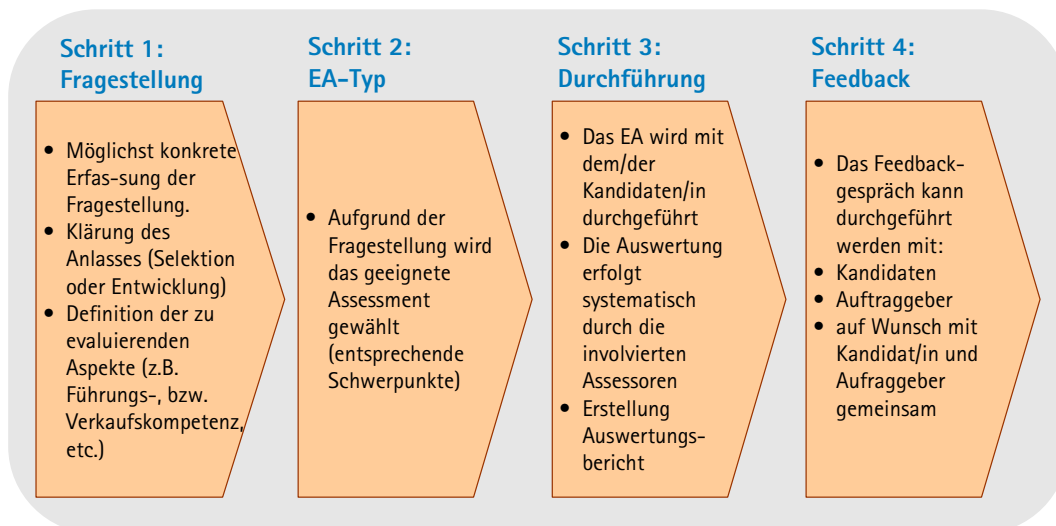 Schritt 1:
Fragestellung
• Möglichst konkrete
Erfas-sung der
Fragestellung.
• Klärung des
Anlasses (Selektion
oder Entwicklung)
• Definition der zu
evaluierenden
Aspekte (z.B.
Führungs-, bzw.
Verkaufskompetenz,
etc.)
Schritt 2:
EA-Typ
• Aufgrund der
Fragestellung wird
das geeignete
Assessment
gewählt
(entsprechende
Schwerpunkte)
Schritt 3:
Durchführung
• Das EA wird mit
dem/der
Kandidaten/in
durchgeführt
• Die Auswertung
erfolgt
systematisch
durch die
involvierten
Assessoren
• Erstellung
Auswertungs-
bericht
Schritt 4:
Feedback
• Das Feedback-
gespräch kann
durchgeführt
werden mit:
• Kandidaten
• Auftraggeber
• auf Wunsch mit
Kandidat/in und
Aufraggeber
gemeinsam